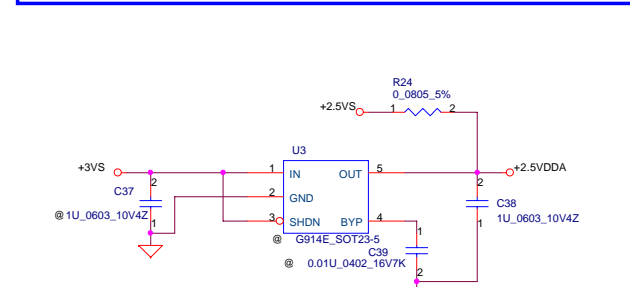 R24
0_0805_5%
+2.5VS
1 2
U3
+3VS
1 IN OUT 5
+2.5VDDA
2
C37
2 GND
2
C38
@ 1U_0603_10V4Z
1U_0603_10V4Z
1
3 SHDN BYP 4
1
@ G914E_SOT23-5
1
C39
@ 0.01U_0402_16V7K
2